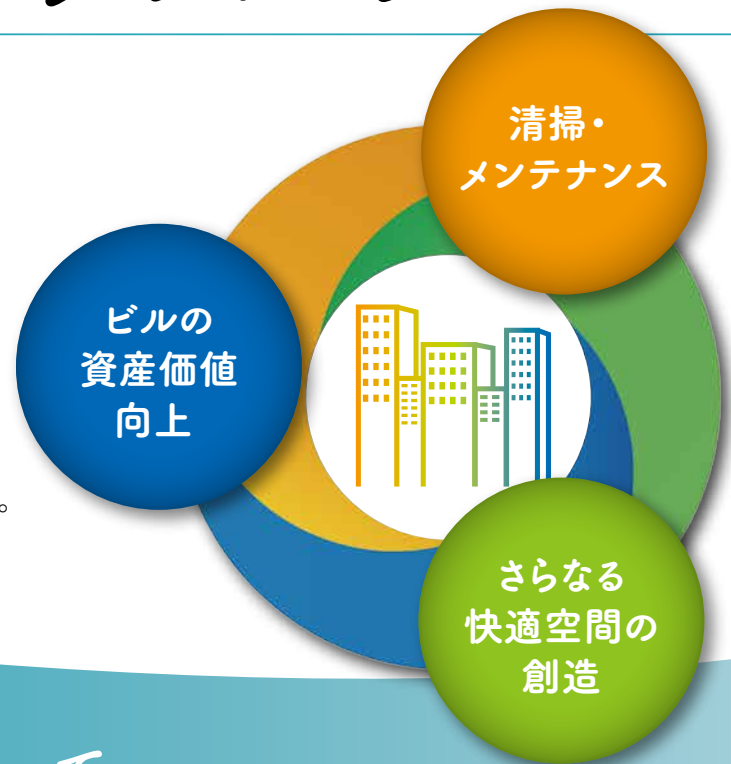 清掃・
メンテナンス
ビルの
資産価値
向上
。
さらなる
快適空間の
創造